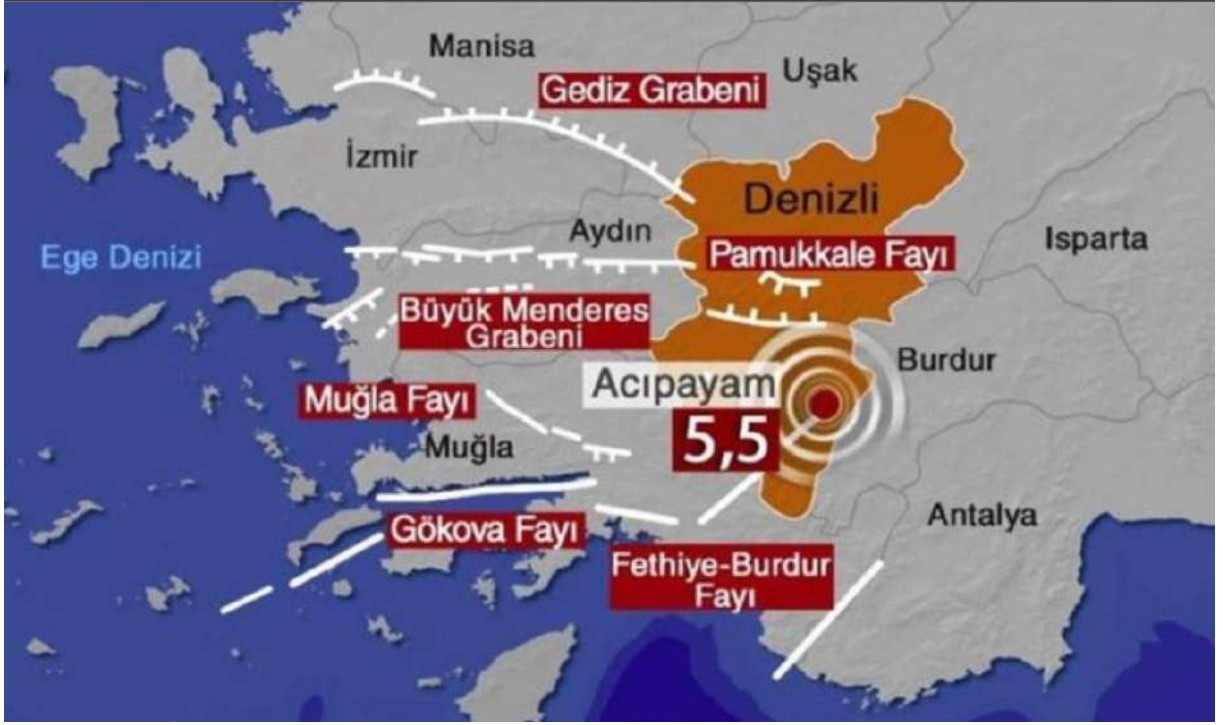 Manisa
Uşak
Gediz Grabeni
İzmir
Denizli
Aydın
Isparta
Ege Denizi
Pamukkale Fayı
Büyük Menderes
Grabeni
Burdur
Acıpayam
5,5
Muğla Fayı
Muğla
Antalya
Gökova Fayı
Fethiye-Burdur
Fayı